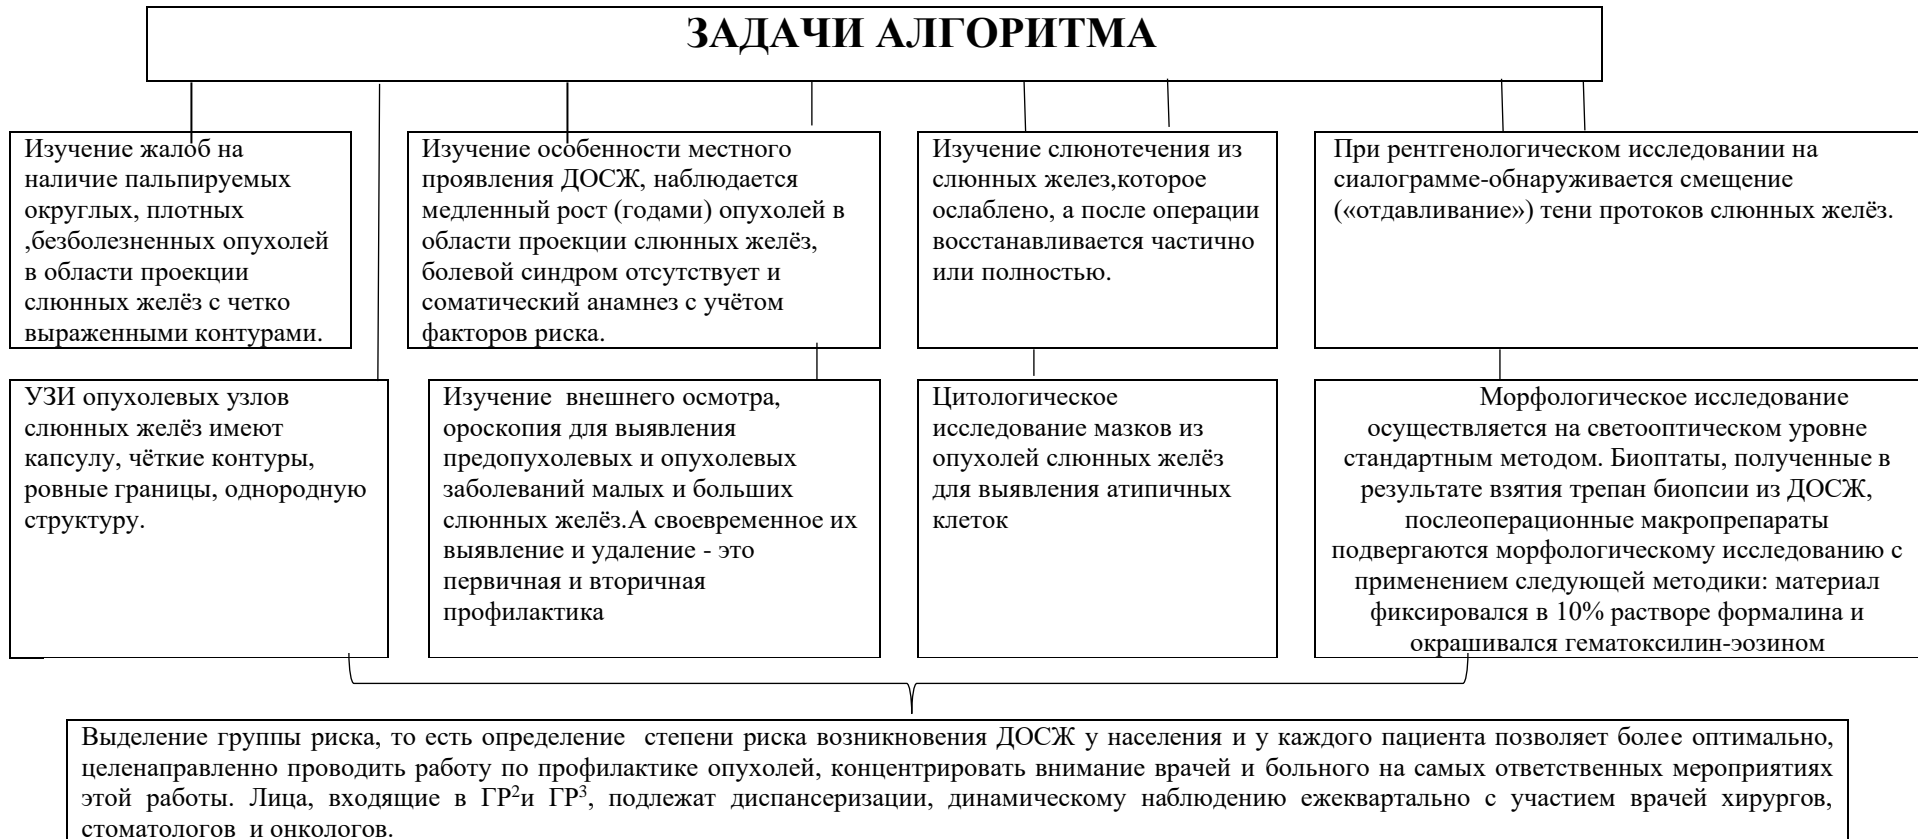 ЗАДАЧИ АЛГОРИТМА
Изучение жалоб на
наличие пальпируемых
округлых, плотных
,безболезненных опухолей
в области проекции
слюнных желёз с четко
выраженными контурами.
Изучение особенности местного
проявления ДОСЖ, наблюдается
медленный рост (годами) опухолей в
области проекции слюнных желёз,
болевой синдром отсутствует и
соматический анамнез с учётом
факторов риска.
Изучение слюнотечения из
слюнных желез,которое
ослаблено, а после операции
восстанавливается частично
или полностью.
При рентгенологическом исследовании на
сиалограмме-обнаруживается смещение
(«отдавливание») тени протоков слюнных желёз.
УЗИ опухолевых узлов
слюнных желёз имеют
капсулу, чёткие контуры,
ровные границы, однородную
структуру.
Изучение внешнего осмотра,
ороскопия для выявления
предопухолевых и опухолевых
заболеваний малых и больших
слюнных желёз.А своевременное их
выявление и удаление - это
первичная и вторичная
профилактика
Цитологическое
исследование мазков из
опухолей слюнных желёз
для выявления атипичных
клеток
Морфологическое исследование
осуществляется на светооптическом уровне
стандартным методом. Биоптаты, полученные в
результате взятия трепан биопсии из ДОСЖ,
послеоперационные макропрепараты
подвергаются морфологическому исследованию с
применением следующей методики: материал
фиксировался в 10% растворе формалина и
окрашивался гематоксилин-эозином
Выделение группы риска, то есть определение степени риска возникновения ДОСЖ у населения и у каждого пациента позволяет более оптимально,
целенаправленно проводить работу по профилактике опухолей, концентрировать внимание врачей и больного на самых ответственных мероприятиях
этой работы. Лица, входящие в ГР²и ГР³, подлежат диспансеризации, динамическому наблюдению ежеквартально с участием врачей хирургов,
стоматологов и онкологов.